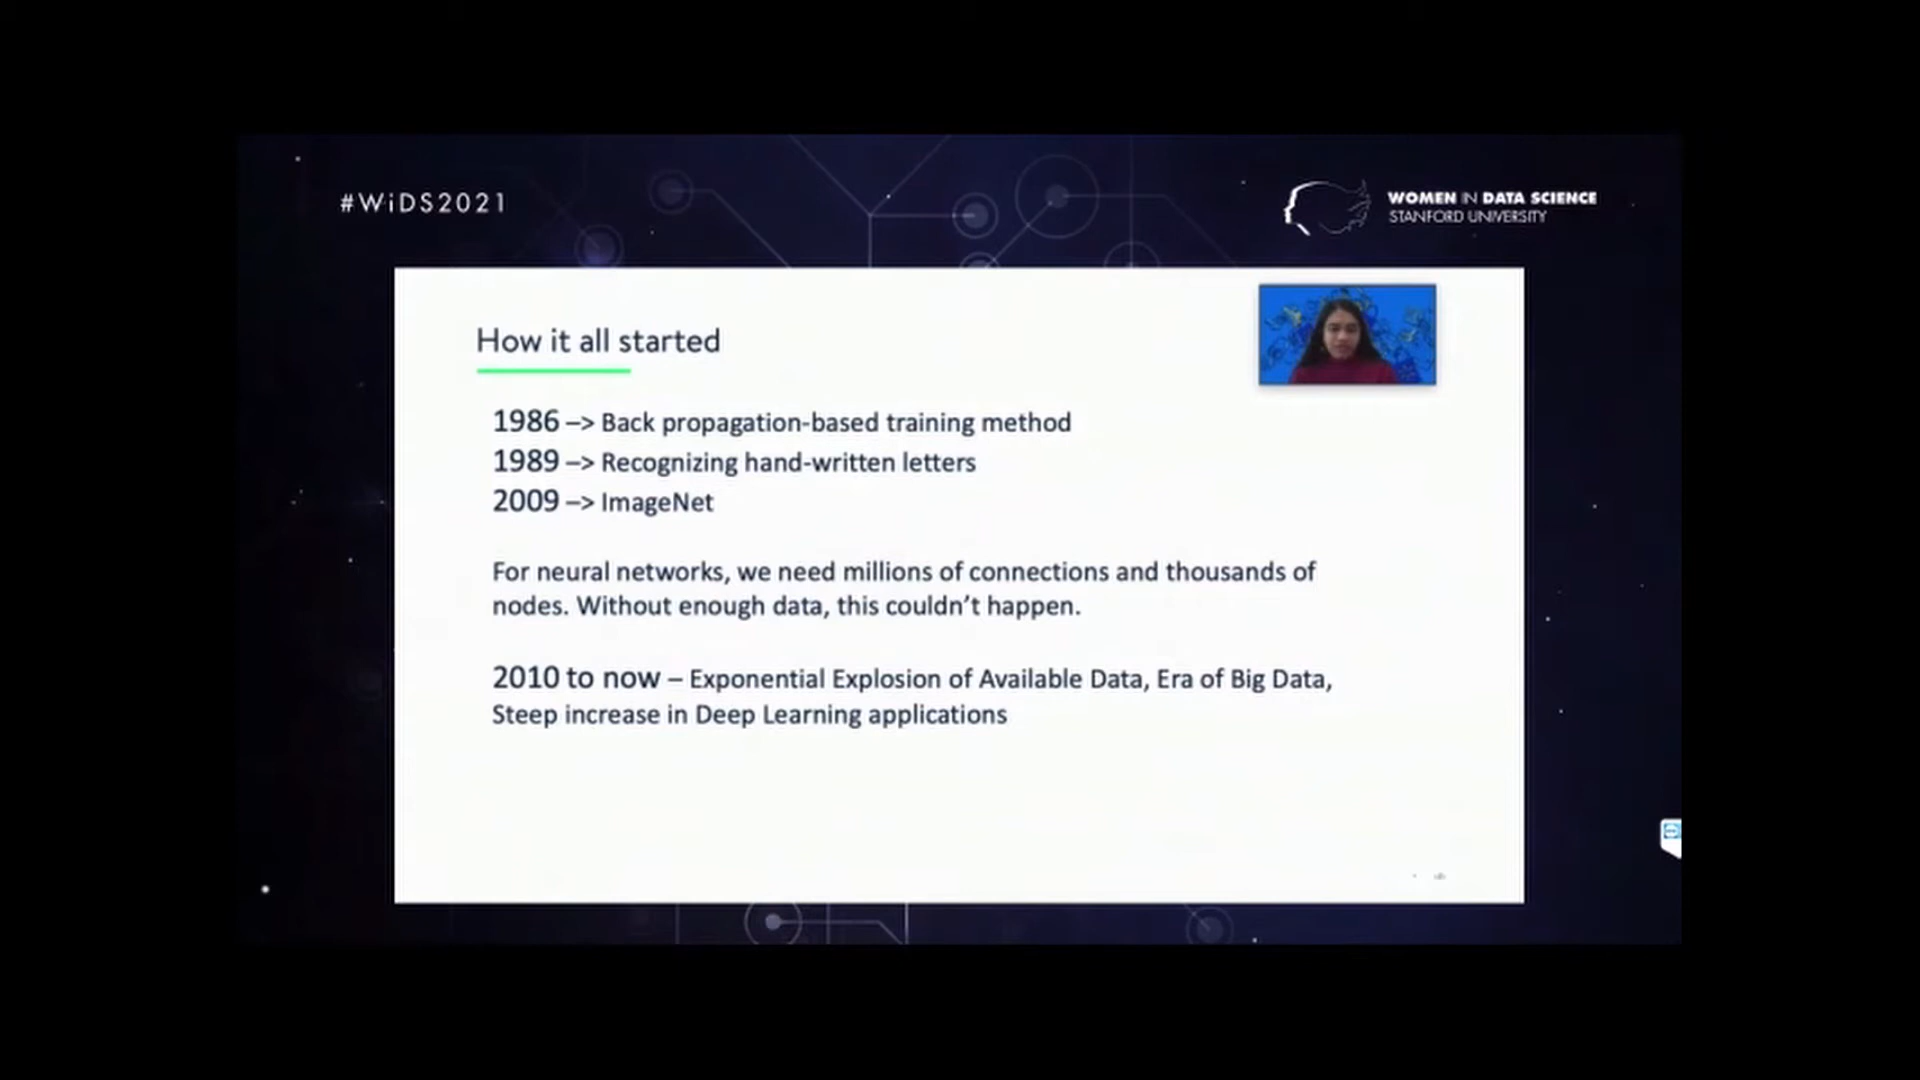 #WiDS2021
WOMEN IN DATA SCIENCE
STANFORD UNIVERSITY
How it all started
1986 –> Back propagation-based training method
1989 –> Recognizing hand-written letters
2009 –> ImageNet
For neural networks, we need millions of connections and thousands of
nodes. Without enough data, this couldn't happen.
2010 to now – Exponential Explosion of Available Data, Era of Big Data,
Steep increase in Deep Learning applications